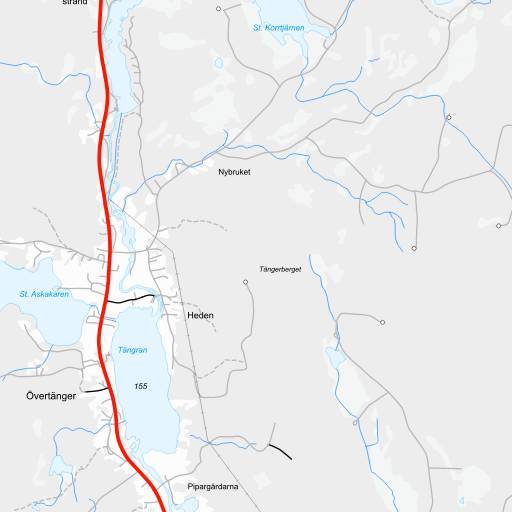 strand
St. Korrtjärnen
Nybruket
Tängerberget
St. Askakaren
Heden
Tängran
155
Övertänger
Pipargårdarna